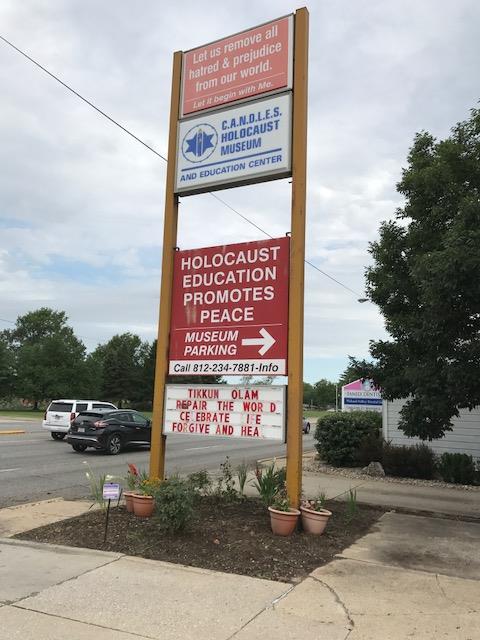 Let us remove all
hatred & prejudice
from our world.
Let it begin with Me.
C.A.N.D.L.E.S.
HOLOCAUST
MUSEUM
AND EDUCATION CENTER
HOLOCAUST
EDUCATION
PROMOTES
PEACE
MUSEUM
PARKING
Call 812-234-7881-Info
TIKKUN OLAM
REPAIR THE WOR D
CE EBRATE I E
FORGIVE AND HEA